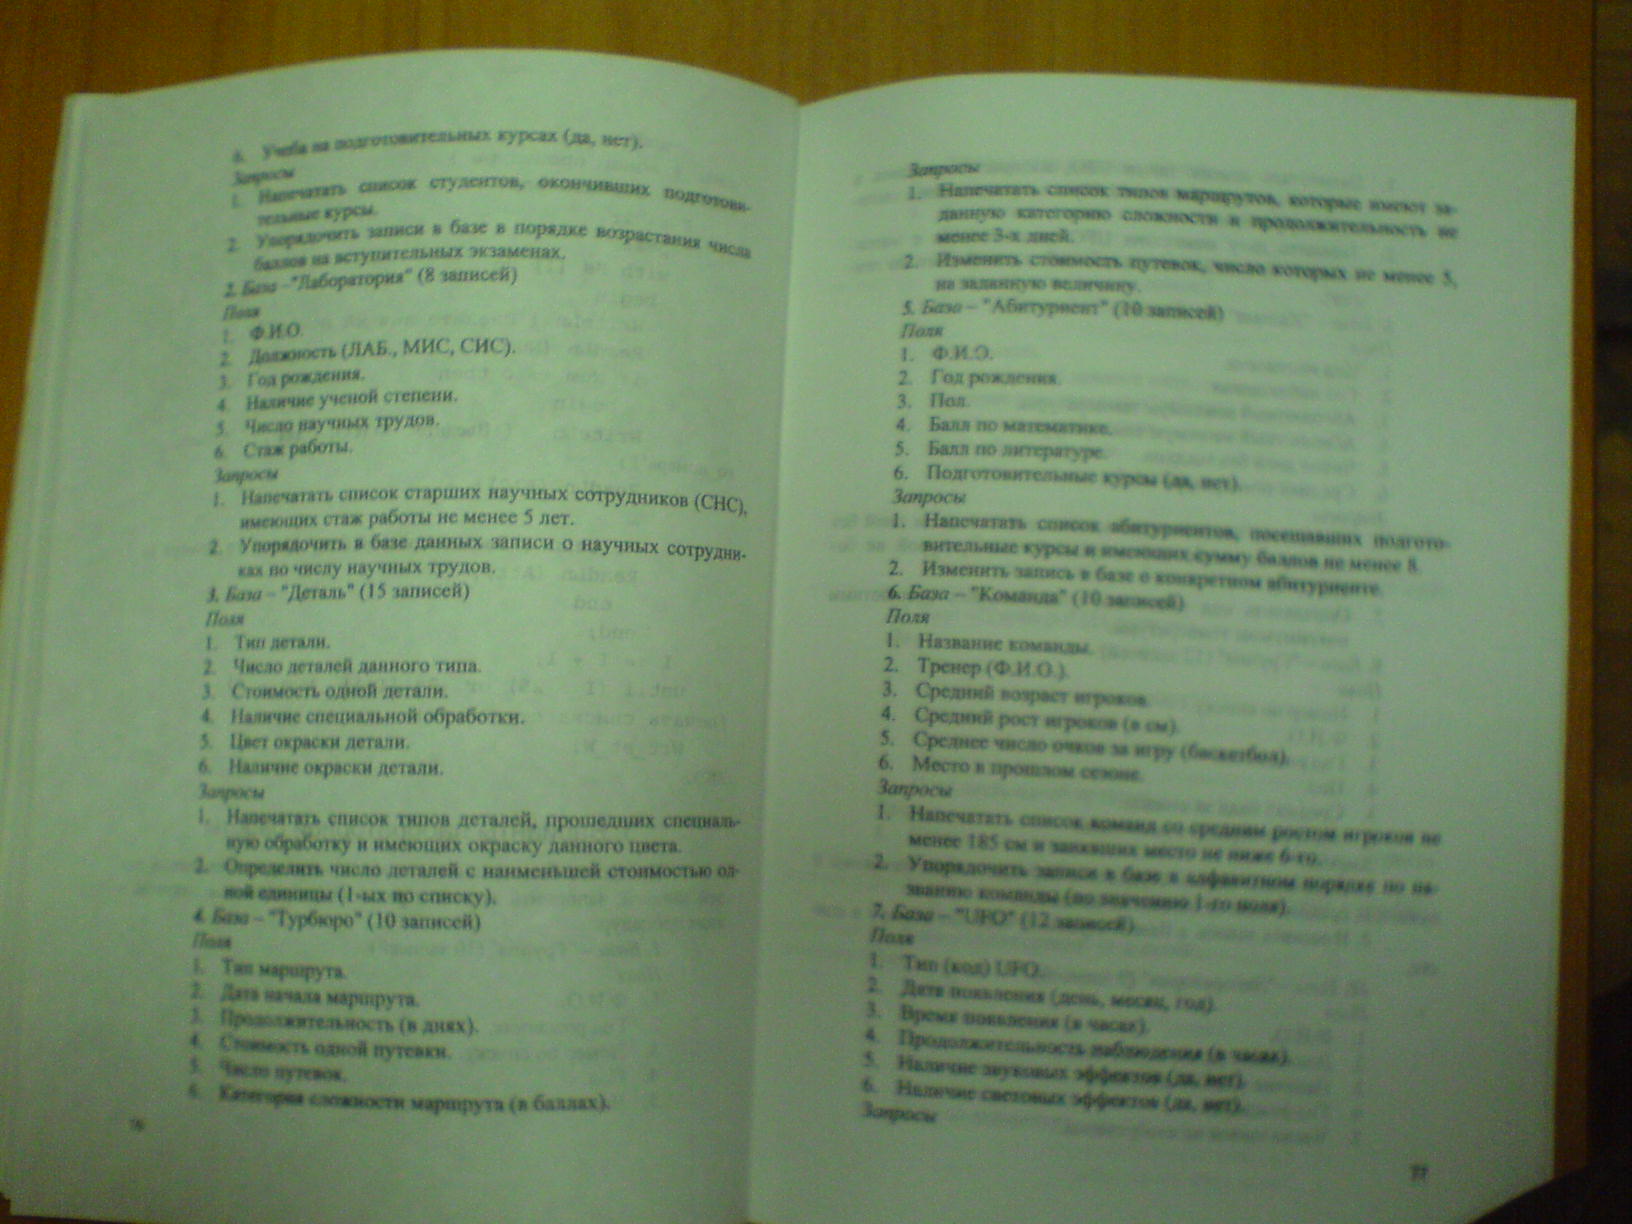 6. Учеба на подготовительных курсах (да, нет).
Запросы
1. Напечатать список студентов, окончивших подготови-
тельные курсы.
2. Упорядочить записи в базе в порядке возрастания числа
баллов на вступительных экзаменах.
2. База –"Лаборатория" (8 записей)
Поля
1. Ф.И.О.
2. Должность (ЛАБ., МИС, СИС).
3. Год рождения.
4. Наличие ученой степени.
5. Число научных трудов.
6. Стаж работы.
Запросы
1. Напечатать список старших научных сотрудников (СНС),
имеющих стаж работы не менее 5 лет.
2. Упорядочить в базе данных записи о научных сотрудни-
ках по числу научных трудов.
3. База – "Деталь" (15 записей)
Поля
1. Тип детали.
2. Число деталей данного типа.
3. Стоимость одной детали.
4. Наличие специальной обработки.
5. Цвет окраски детали.
6. Наличие окраски детали.
Запросы
1. Напечатать список типов деталей, прошедших специаль-
ную обработку и имеющих окраску данного цвета.
2. Определить число деталей с наименьшей стоимостью од-
ной единицы (1-ых по списку).
4. База – "Турбюро" (10 записей)
Поля
1. Тип маршрута.
2. Дата начала маршрута.
3. Продолжительность (в днях).
4. Стоимость одной путевки.
5. Число путевок.
6. Категория сложности маршрута (в баллах).
76
Запросы
1. Напечатать список типов маршрутов, которые имеют за-
данную категорию сложности и продолжительность не
менее 3-х дней.
2. Изменить стоимость путевок, число которых не менее 5,
на заданную величину.
5. База – "Абитуриент" (10 записей)
Поля
1. Ф.И.О.
2. Год рождения.
3. Пол.
4. Балл по математике.
5. Балл по литературе.
6. Подготовительные курсы (да, нет).
Запросы
1. Напечатать список абитуриентов, посещавших подгото-
вительные курсы и имеющих сумму баллов не менее 8.
2. Изменить запись в базе о конкретном абитуриенте.
6. База – "Команда" (10 записей)
Поля
1. Название команды.
2. Тренер (Ф.И.О.).
3. Средний возраст игроков.
4. Средний рост игроков (в см).
5. Среднее число очков за игру (баскетбол).
6. Место в прошлом сезоне.
Запросы
1. Напечатать список команд со средним ростом игроков не
менее 185 см и занявших место не ниже 6-го.
2. Упорядочить записи в базе в алфавитном порядке по на-
званию команды (по значению 1-го поля).
7. База – "UFO" (12 записей)
Поля
1. Тип (код) UFO.
2. Дата появления (день, месяц, год).
3. Время появления (в часах).
4. Продолжительность наблюдения (в часах).
5. Наличие звуковых эффектов (да, нет).
6. Наличие световых эффектов (да, нет).
Запросы
77